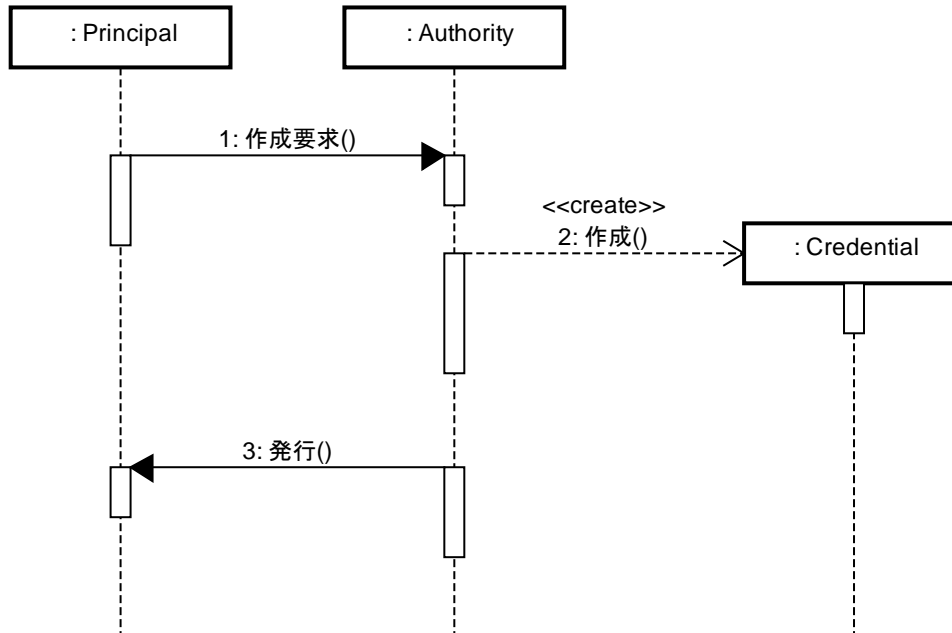 : Principal
: Authority
1: 作成要求()
<<create>>
2: 作成()
: Credential
3: 発行()